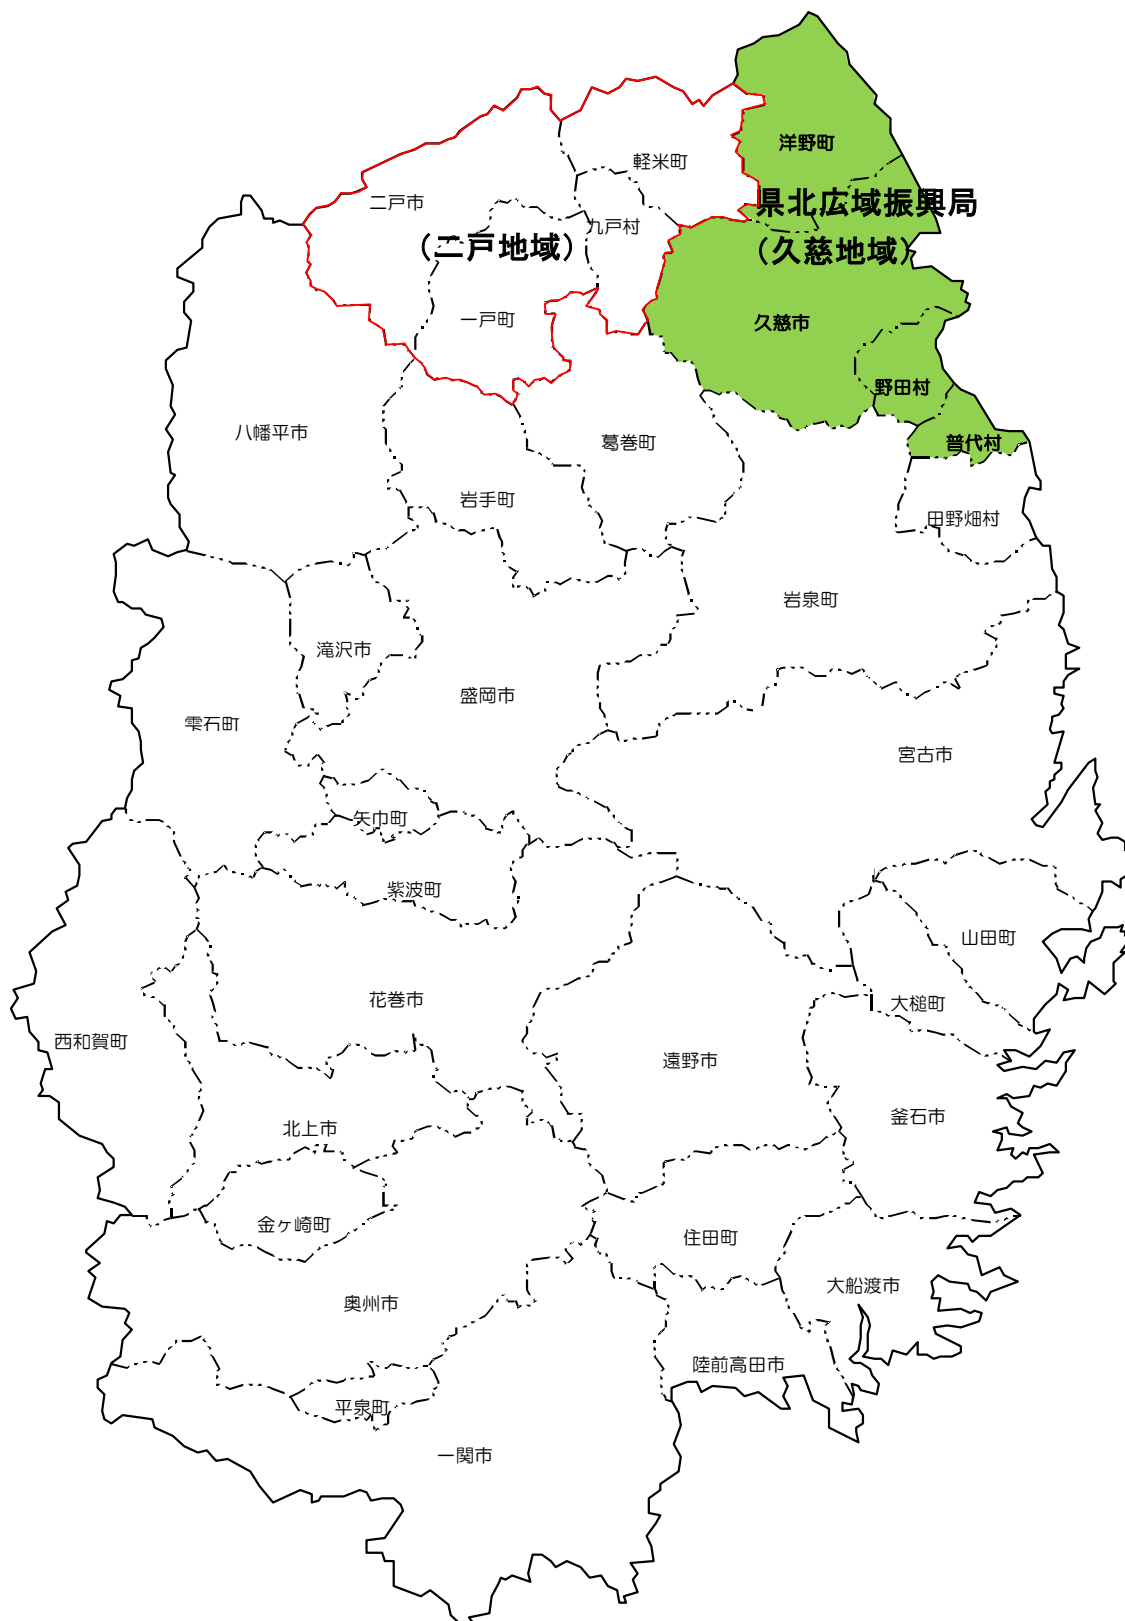 洋野町
軽米町
二戸市
県北広域振興局
九戸村
（二戸地域）
（久慈地域）
一戸町
久慈市
野田村
八幡平市
葛巻町
普代村
岩手町
田野畑村
岩泉町
滝沢市
盛岡市
雫石町
宮古市
矢巾町
紫波町
山田町
花巻市
大槌町
西和賀町
遠野市
釜石市
北上市
金ヶ崎町
住田町
大船渡市
奥州市
陸前高田市
平泉町
一関市